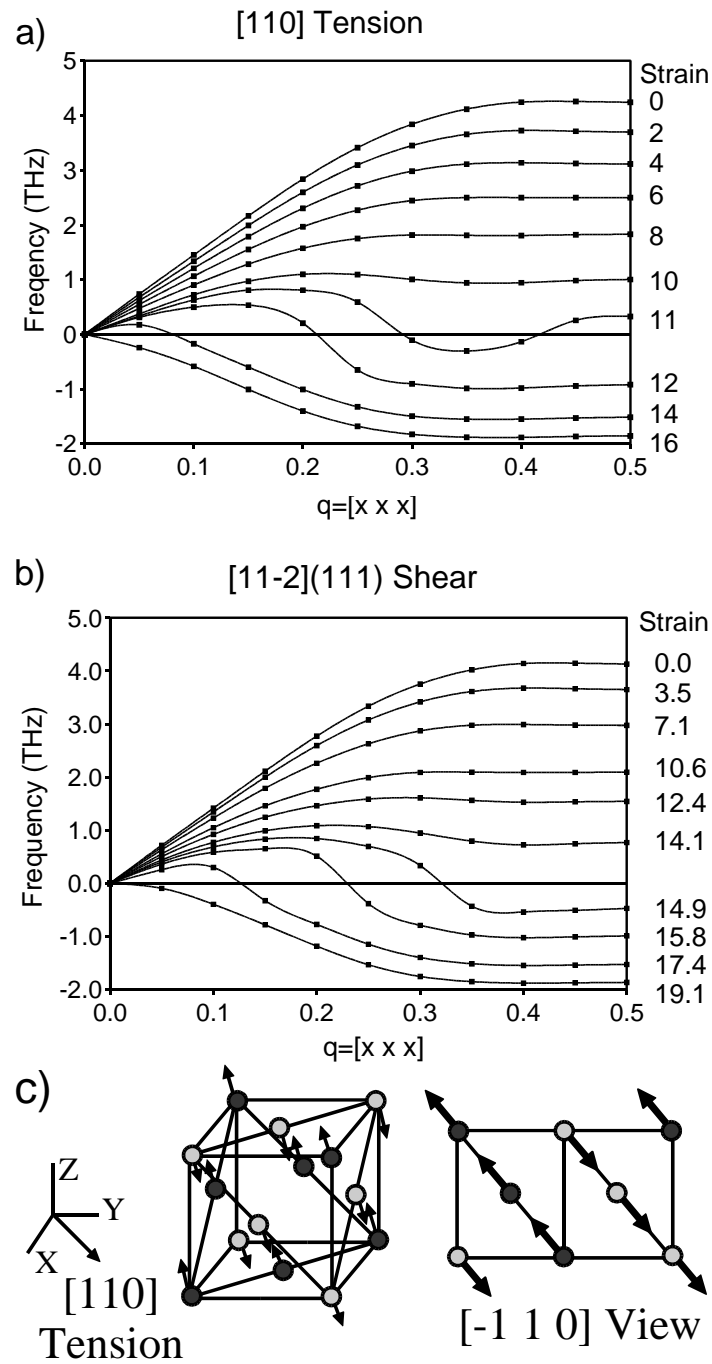 a)
[110] Tension
Freqency (THz)
5
4
3
2
1
0
-1
-2
0.0 0.1 0.2 0.3 0.4 0.5
q=[x x x]
Strain
0
2
4
6
8
10
11
12
14
16
b)
[11-2](111) Shear
Frequency (THz)
5.0
4.0
3.0
2.0
1.0
0.0
-1.0
-2.0
0.0 0.1 0.2 0.3 0.4 0.5
q=[x x x]
Strain
0.0
3.5
7.1
10.6
12.4
14.1
14.9
15.8
17.4
19.1
c)
Z
Y
X
[110]
Tension
[-1 1 0] View